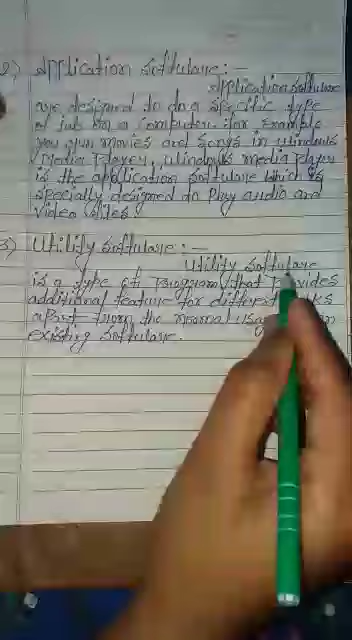 2) Application Software:-
Application Software
are designed to do a specific type
of job on a computer. For example
you run movies and songs in windows
Media Player, windows media player
is the application software which is
specially designed to Play audio and
Video files.
3) Utility Software:-
Utility Software
is a type of Program that Provides
additional feature for different
apart from the normal
existing Software.